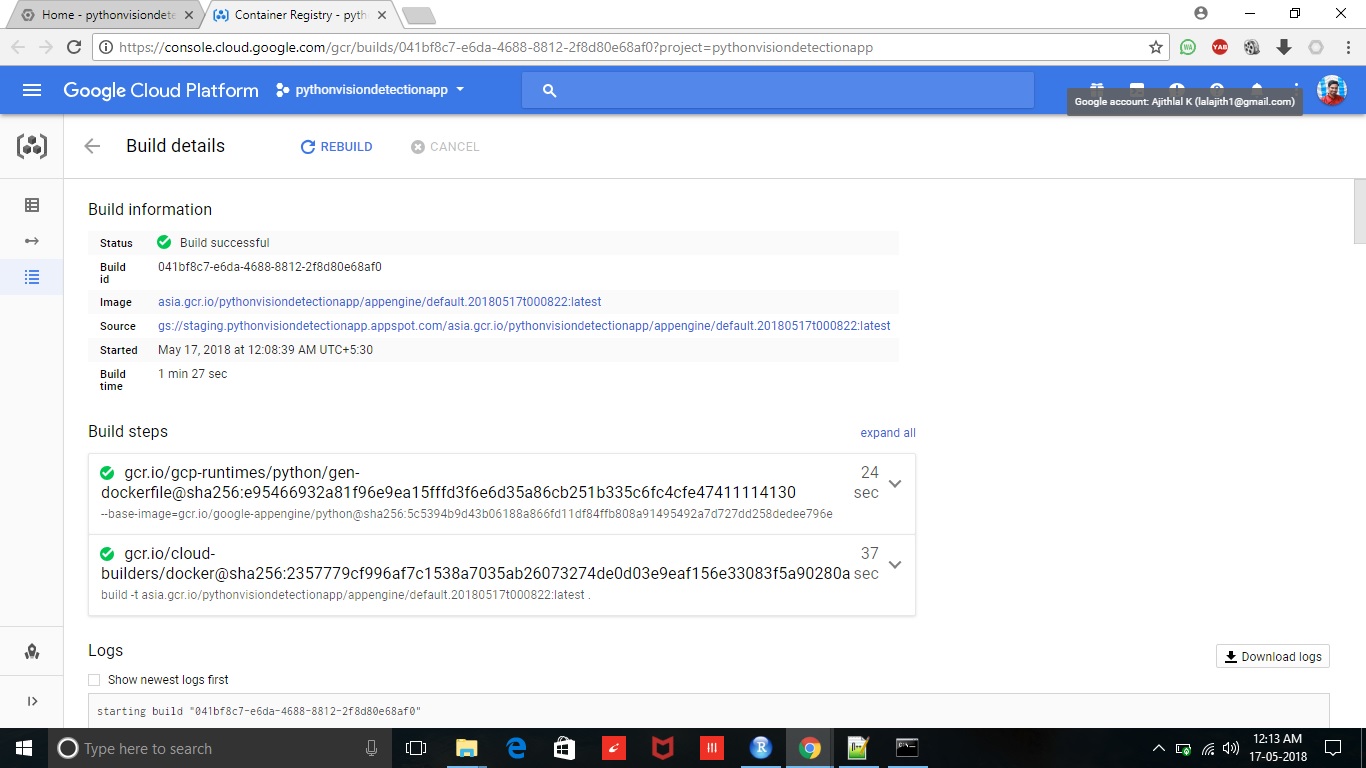 Home - pythonvisiondete
Container Registry - pyth
https://console.cloud.google.com/gcr/builds/041bf8c7-e6da-4688-8812-2f8d80e68af0?project=pythonvisiondetectionapp
YAB
Google Cloud Platform
pythonvisiondetectionapp
Google account: Ajithlal K (lalajith1@gmail.com)
Build details
REBUILD
CANCEL
Build information
Status Build successful
Build id 041bf8c7-e6da-4688-8812-2f8d80e68af0
Image asia.gcr.io/pythonvisiondetectionapp/appengine/default.20180517t000822:latest
Source gs://staging.pythonvisiondetectionapp.appspot.com/asia.gcr.io/pythonvisiondetectionapp/appengine/default.20180517t000822:latest
Started May 17, 2018 at 12:08:39 AM UTC+5:30
Build time 1 min 27 sec
Build steps
expand all
gcr.io/gcp-runtimes/python/gen-
dockerfile@sha256:e95466932a81f96e9ea15fffd3f6e6d35a86cb251b335c6fc4cfe47411114130
24 sec
--base-image=gcr.io/google-appengine/python@sha256:5c5394b9d43b06188a866fd11df84ffb808a91495492a7d727dd258dedee796e
gcr.io/cloud-
builders/docker@sha256:2357779cf996af7c1538a7035ab26073274de0d03e9eaf156e33083f5a90280a
37 sec
build -t asia.gcr.io/pythonvisiondetectionapp/appengine/default.20180517t000822:latest .
Logs
Download logs
Show newest logs first
starting build "041bf8c7-e6da-4688-8812-2f8d80e68af0"
Type here to search
12:13 AM
17-05-2018